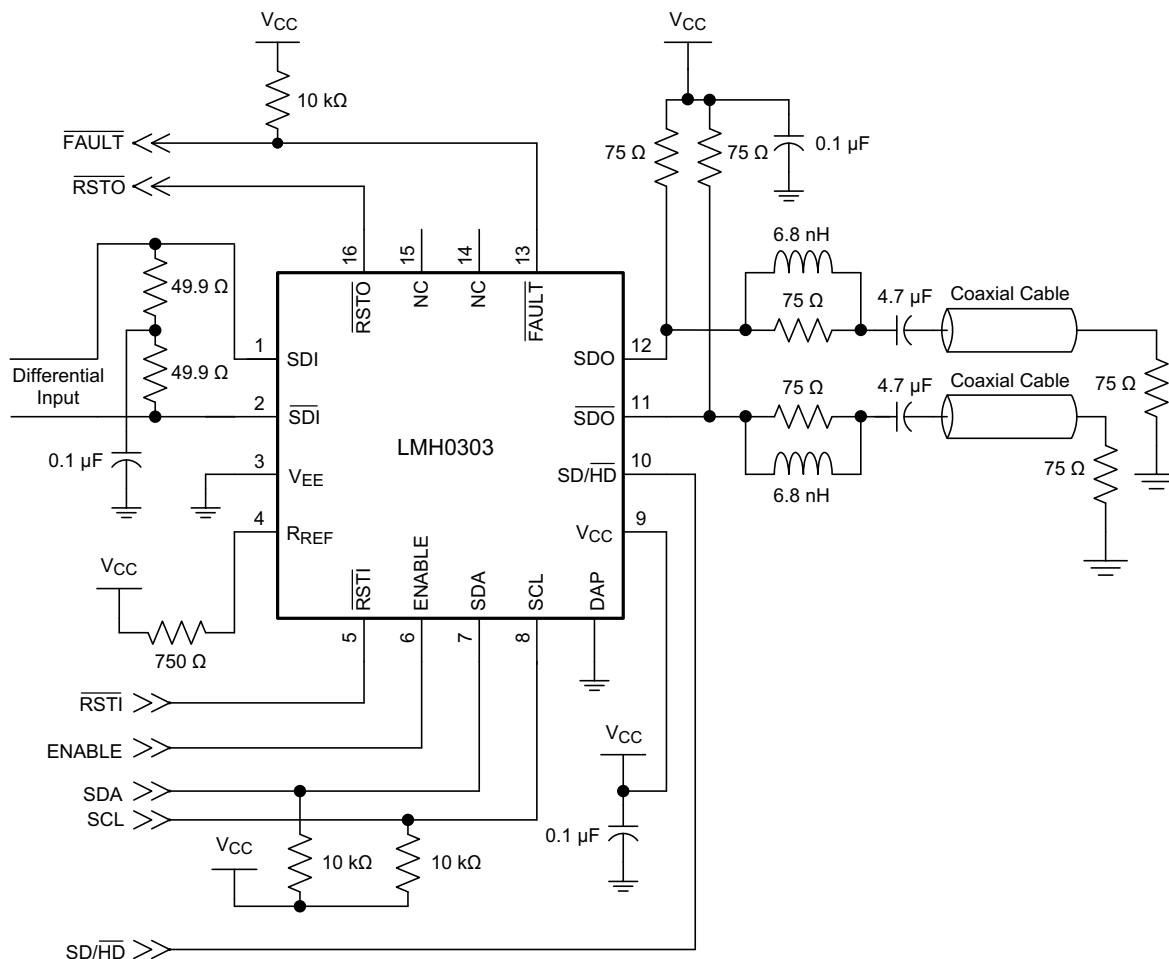 VCC
VCC
10 kΩ
FAULT
75 Ω
75 Ω
0.1 µF
RSTO
6.8 nH
16
15
14
13
49.9 Ω
RSTO
NC
NC
FAULT
75 Ω
4.7 µF
Coaxial Cable
1
SDI
SDO
12
Differential
Input
49.9 Ω
75 Ω
4.7 µF
Coaxial Cable
75 Ω
2
SDI
SDO
11
LMH0303
0.1 µF
3
VEE
SD/HD
10
6.8 nH
75 Ω
4
RREF
VCC
9
VCC
750 Ω
RSTI
ENABLE
SDA
SCL
DAP
5
6
7
8
RSTI
ENABLE
VCC
SDA
SCL
0.1 µF
VCC
10 kΩ
10 kΩ
SD/HD